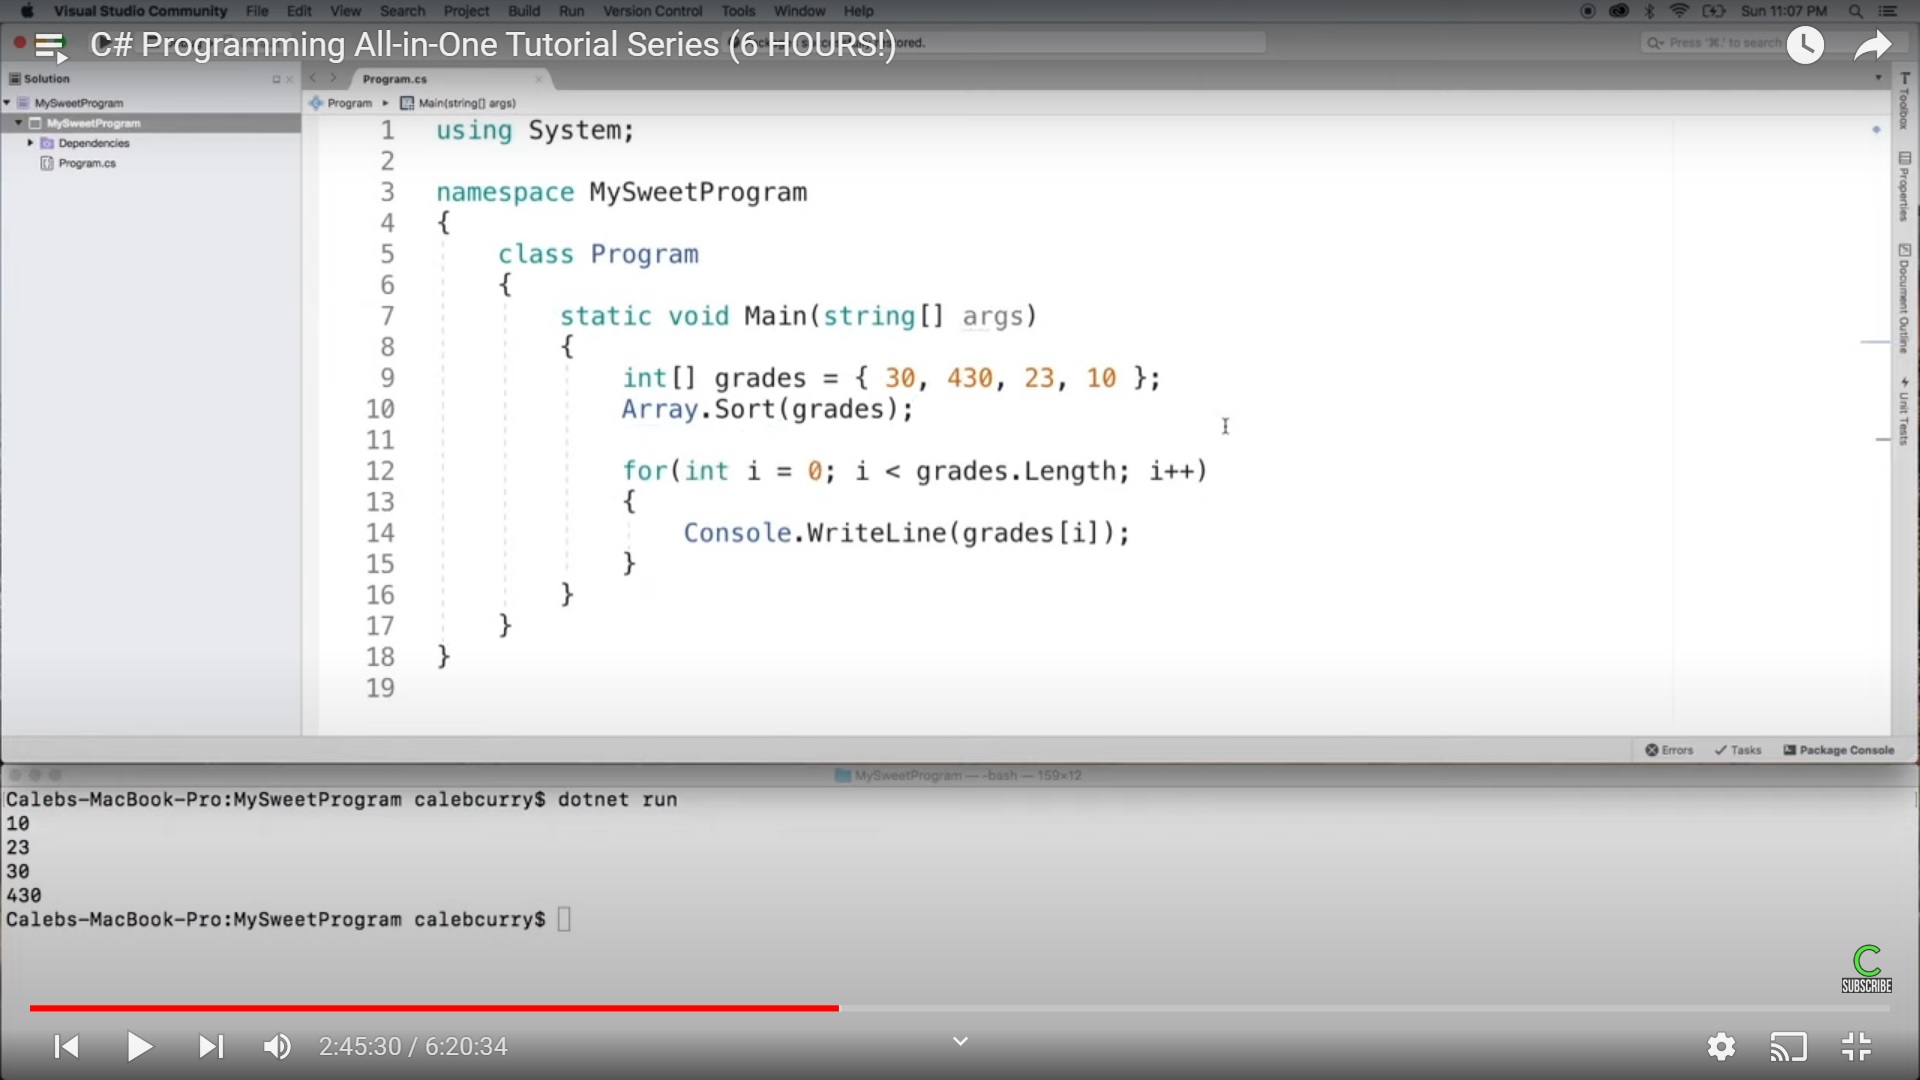 Visual Studio Community File Edit View Search Project Build Run Version Control Tools Window Help Sun 11:07 PM
C# Programming All-in-One Tutorial Series (6 HOURS!)
Press '⌘.' to search
Solution
Program.cs
MySweetProgram
Program ▸ Main(string[] args)
MySweetProgram
Dependencies
Program.cs
1 using System;
2
3 namespace MySweetProgram
4 {
5 class Program
6 {
7 static void Main(string[] args)
8 {
9 int[] grades = { 30, 430, 23, 10 };
10 Array.Sort(grades);
11
12 for(int i = 0; i < grades.Length; i++)
13 {
14 Console.WriteLine(grades[i]);
15 }
16 }
17 }
18 }
19
Toolbox
Properties
Document Outline
Unit Tests
Errors Tasks Package Console
MySweetProgram — -bash — 159×12
Calebs-MacBook-Pro:MySweetProgram calebcurry$ dotnet run
10
23
30
430
Calebs-MacBook-Pro:MySweetProgram calebcurry$
C
SUBSCRIBE
2:45:30 / 6:20:34